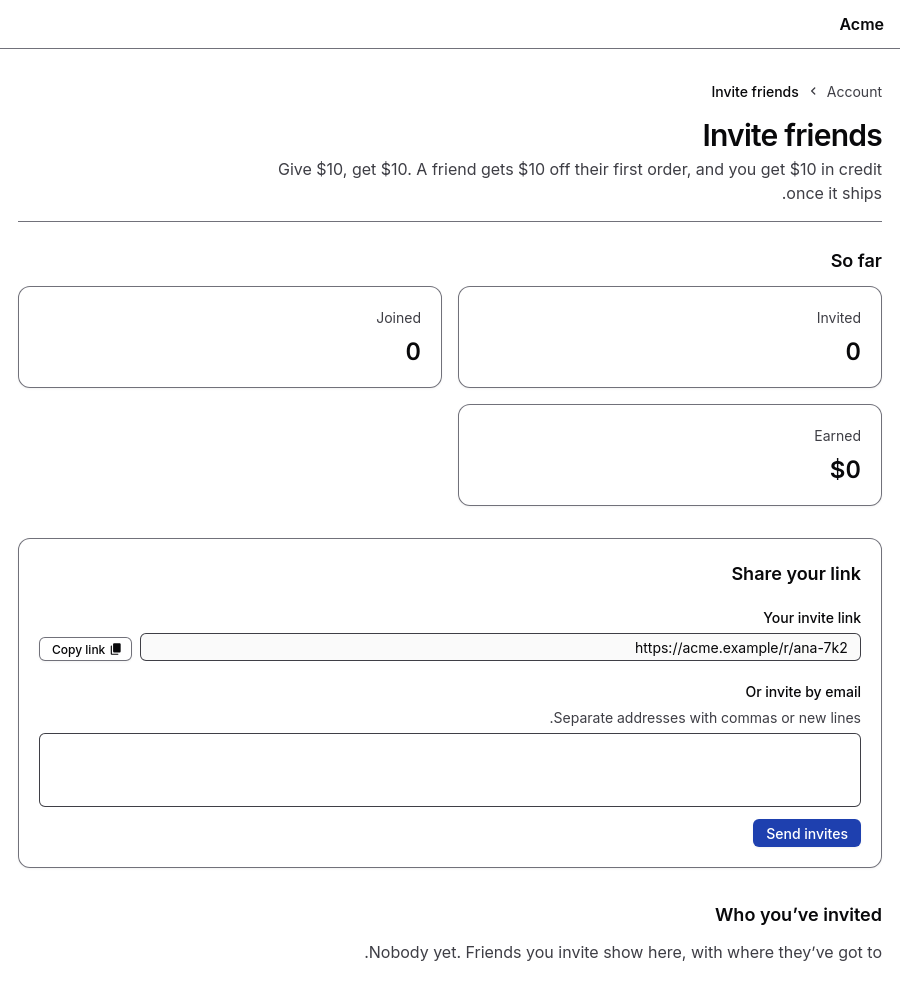 Acme
Account › Invite friends
Invite friends
Give $10, get $10. A friend gets $10 off their first order, and you get $10 in credit
once it ships.
So far
Invited
0
Joined
0
Earned
$0
Share your link
Your invite link
https://acme.example/r/ana-7k2
Copy link
Or invite by email
Separate addresses with commas or new lines.
Send invites
Who you’ve invited
Nobody yet. Friends you invite show here, with where they’ve got to.